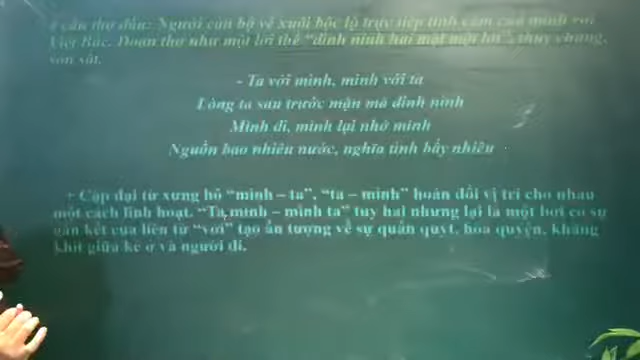 4 câu thơ đầu: Người cán bộ về xuôi bộc lộ trực tiếp tình cảm của mình với
Việt Bắc. Đoạn thơ như một lời thề "đinh ninh hai mặt một lời", thủy chung,
son sắt.
- Ta với mình, mình với ta
Lòng ta sau trước mặn mà đinh ninh
Mình đi, mình lại nhớ mình
Nguồn bao nhiêu nước, nghĩa tình bấy nhiêu
+ Cặp đại từ xưng hô "mình – ta", "ta – mình" hoán đổi vị trí cho nhau
một cách linh hoạt. "Ta mình – mình ta" tuy hai nhưng lại là một bởi có sự
gắn kết của liên từ "với" tạo ấn tượng về sự quấn quýt, hòa quyện, khăng
khít giữa kẻ ở và người đi.